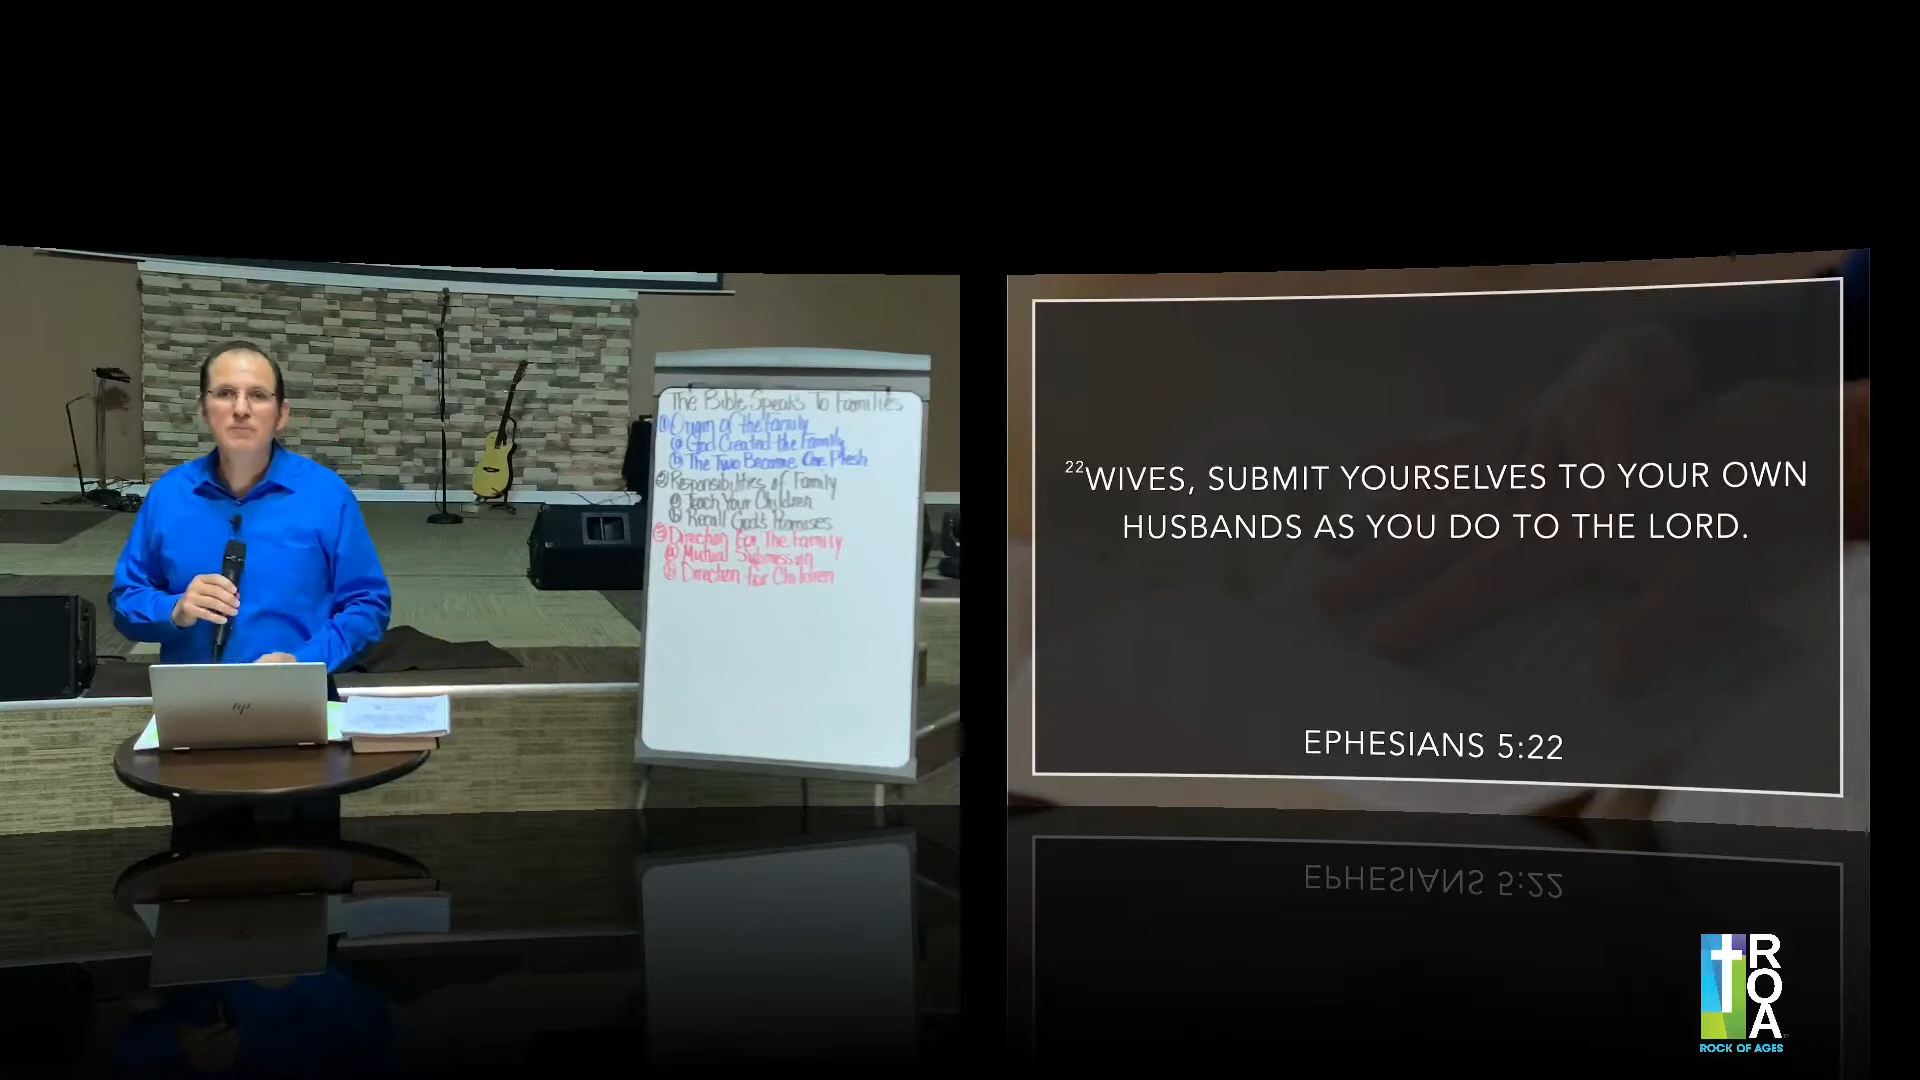 The Bible Speaks To Families
① Origin of the Family
ⓐ God Created the Family
ⓑ The Two Become One Flesh
② Responsibilities of Family
ⓐ Teach Your Children
ⓑ Recall God's Promises
③ Direction For The Family
ⓐ Mutual Submission
ⓑ Direction for Children
hp
22WIVES, SUBMIT YOURSELVES TO YOUR OWN
HUSBANDS AS YOU DO TO THE LORD.
EPHESIANS 5:22
EPHESIANS 5:22
R
O
A
ROCK OF AGES